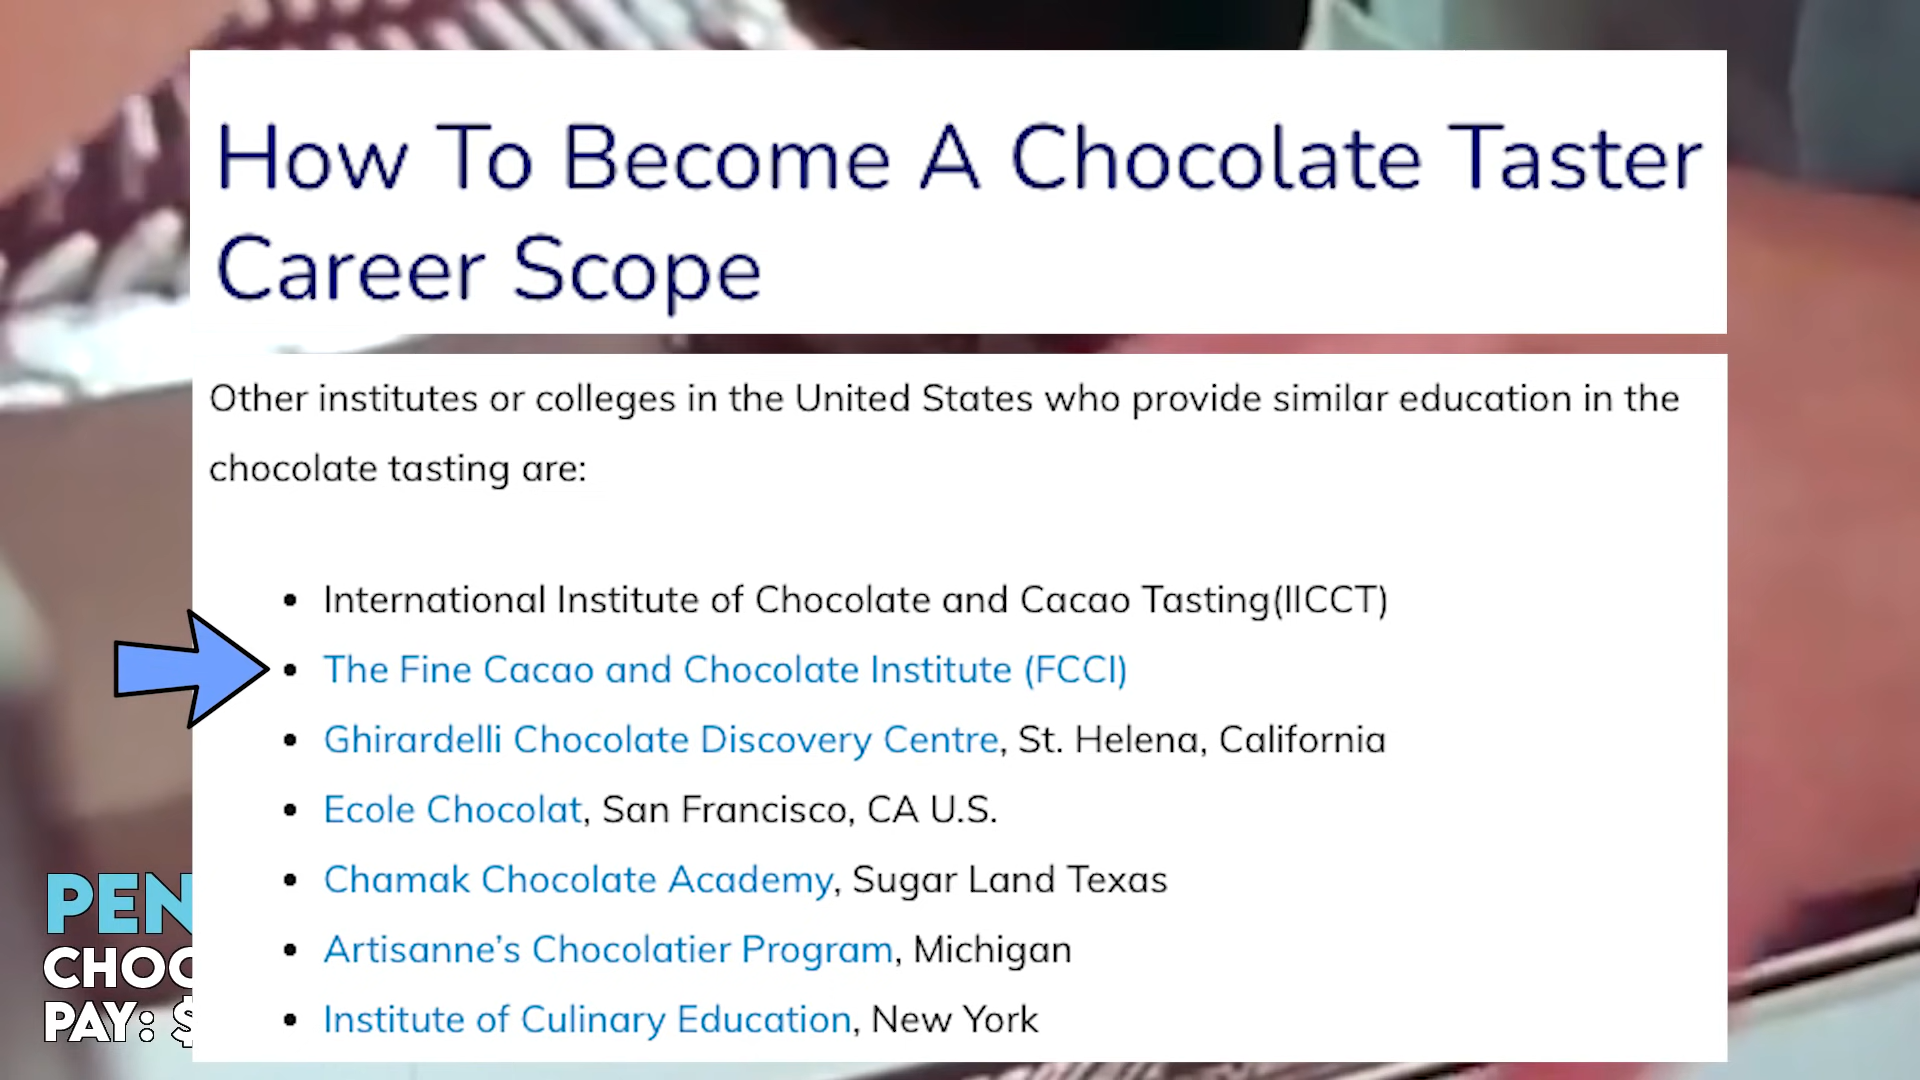 How To Become A Chocolate Taster
Career Scope
Other institutes or colleges in the United States who provide similar education in the
chocolate tasting are:
• International Institute of Chocolate and Cacao Tasting(IICCT)
• The Fine Cacao and Chocolate Institute (FCCI)
• Ghirardelli Chocolate Discovery Centre, St. Helena, California
• Ecole Chocolat, San Francisco, CA U.S.
• Chamak Chocolate Academy, Sugar Land Texas
• Artisanne’s Chocolatier Program, Michigan
• Institute of Culinary Education, New York
PEN
CHOC
PAY: $